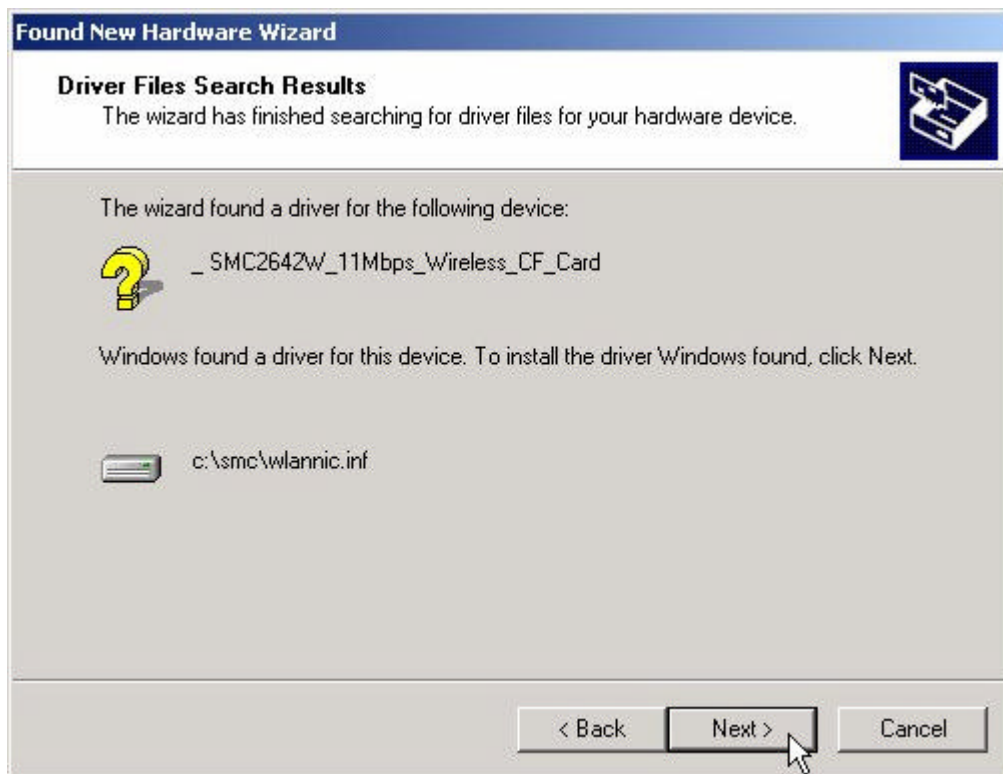 Found New Hardware Wizard
Driver Files Search Results
The wizard has finished searching for driver files for your hardware device.
The wizard found a driver for the following device:
_ SMC2642W_11Mbps_Wireless_CF_Card
Windows found a driver for this device. To install the driver Windows found, click Next.
c:\smc\wlannic.inf
< Back
Next >
Cancel